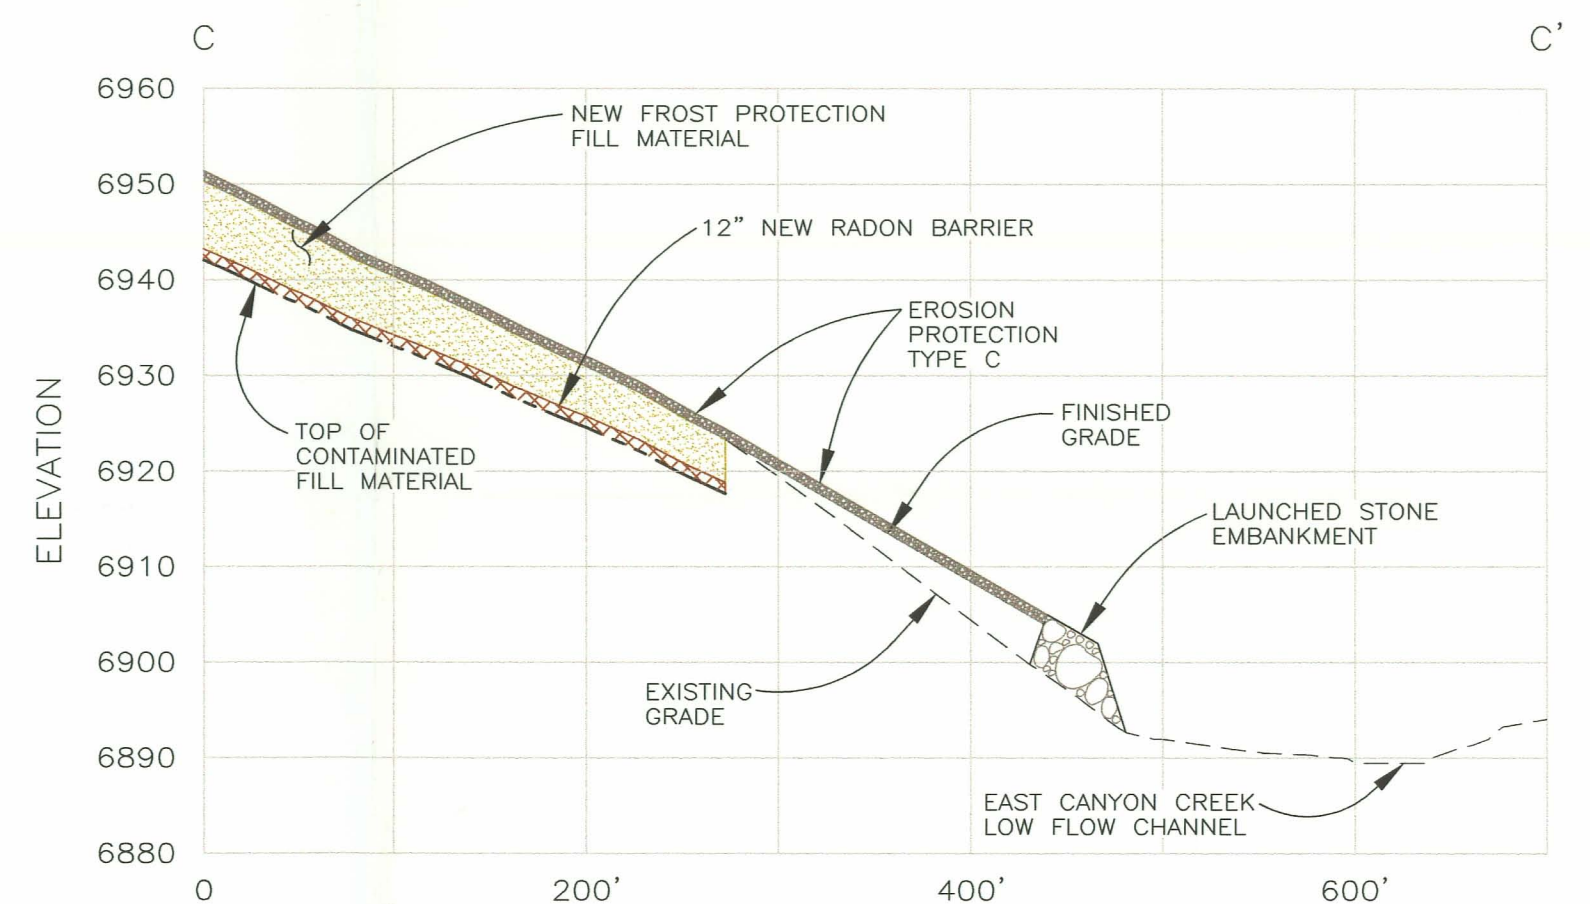 C
C'
6960
NEW FROST PROTECTION
FILL MATERIAL
6950
12" NEW RADON BARRIER
6940
EROSION
PROTECTION
TYPE C
6930
ELEVATION
FINISHED
GRADE
TOP OF
CONTAMINATED
FILL MATERIAL
6920
LAUNCHED STONE
EMBANKMENT
6910
6900
EXISTING
GRADE
6890
EAST CANYON CREEK
LOW FLOW CHANNEL
6880
0
200'
400'
600'